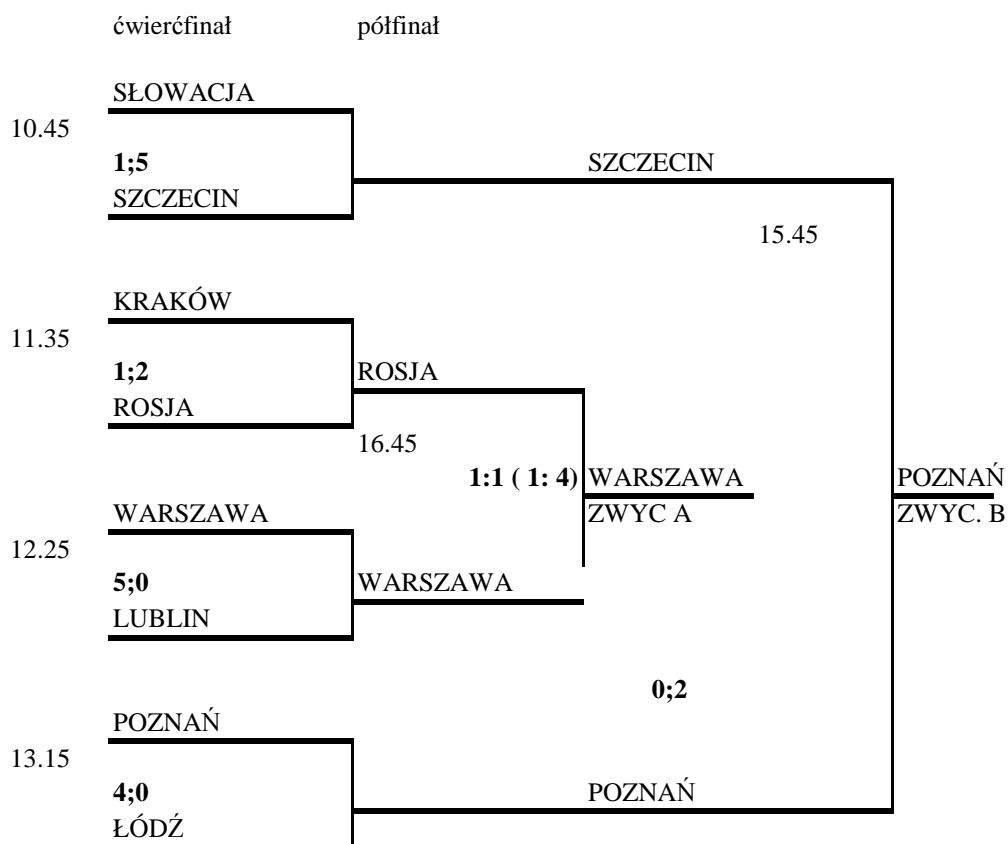 ćwierćfinał półfinał
SŁOWACJA
10.45
1;5 SZCZECIN
SZCZECIN
15.45
KRAKÓW
11.35
1;2 ROSJA
ROSJA
16.45
1:1 ( 1: 4) WARSZAWA POZNAŃ
WARSZAWA ZWYC A ZWYC. B
12.25
5;0 WARSZAWA
LUBLIN
0;2
POZNAŃ
13.15
4;0 POZNAŃ
ŁÓDŹ